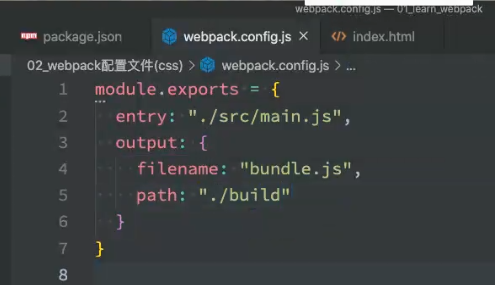 webpack.config.js — 01_learn_webpack
npm package.json webpack.config.js × <> index.html
02_webpack配置文件(css) > webpack.config.js > ...
1 module.exports = {
2 entry: "./src/main.js",
3 output: {
4 filename: "bundle.js",
5 path: "./build"
6 }
7 }
8